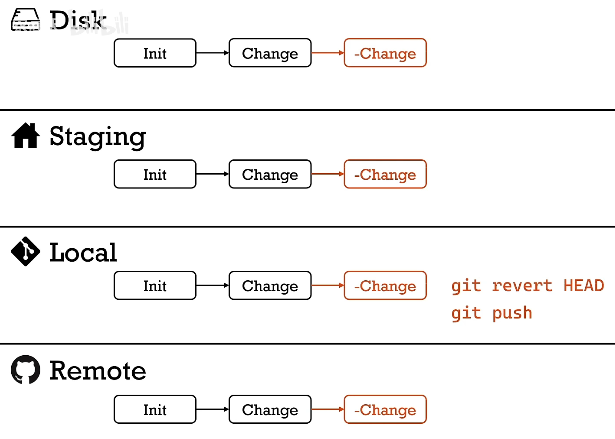 Disk
Init Change -Change
Staging
Init Change -Change
Local
Init Change -Change
git revert HEAD
git push
Remote
Init Change -Change